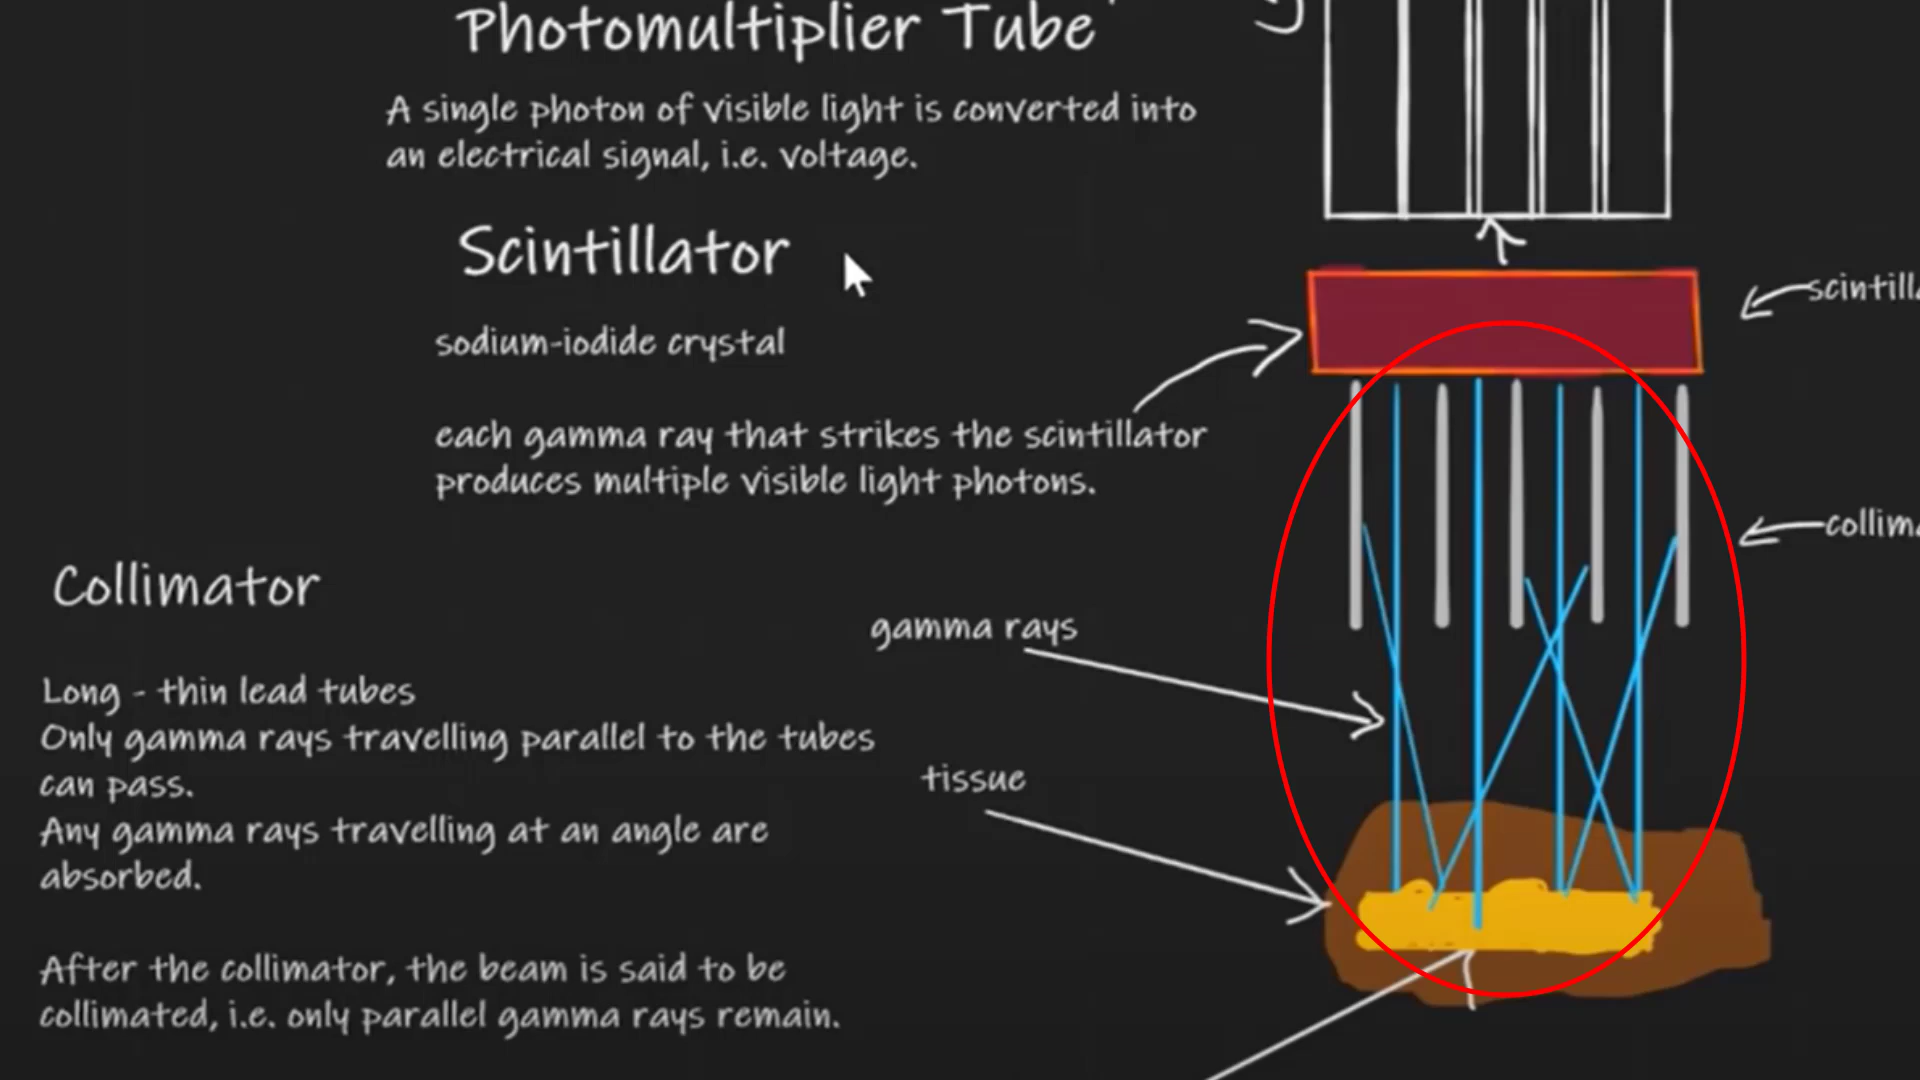 Photomultiplier Tube
A single photon of visible light is converted into
an electrical signal, i.e. voltage.
Scintillator
sodium-iodide crystal
each gamma ray that strikes the scintillator
produces multiple visible light photons.
Collimator
Long - thin lead tubes
Only gamma rays travelling parallel to the tubes
can pass.
Any gamma rays travelling at an angle are
absorbed.
After the collimator, the beam is said to be
collimated, i.e. only parallel gamma rays remain.
gamma rays
tissue